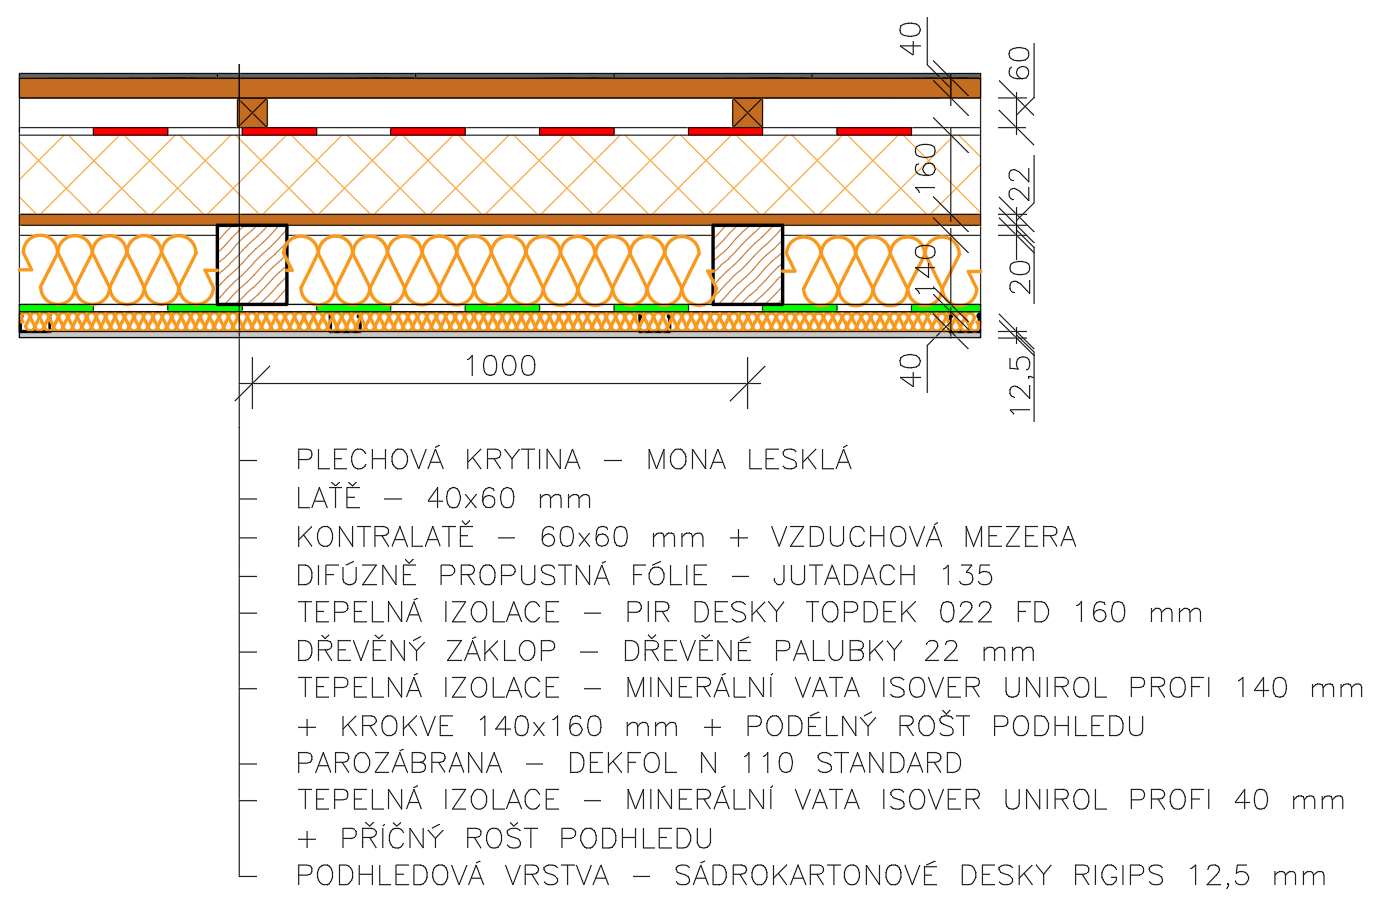 40
60
160
22
140
20
40
12,5
1000
PLECHOVÁ KRYTINA – MONA LESKLÁ
LAŤĚ – 40x60 mm
KONTRALATĚ – 60x60 mm + VZDUCHOVÁ MEZERA
DIFÚZNĚ PROPUSTNÁ FÓLIE – JUTADACH 135
TEPELNÁ IZOLACE – PIR DESKY TOPDEK 022 FD 160 mm
DŘEVĚNÝ ZÁKLOP – DŘEVĚNÉ PALUBKY 22 mm
TEPELNÁ IZOLACE – MINERÁLNÍ VATA ISOVER UNIROL PROFI 140 mm
+ KROKVE 140x160 mm + PODÉLNÝ ROŠT PODHLEDU
PAROZÁBRANA – DEKFOL N 110 STANDARD
TEPELNÁ IZOLACE – MINERÁLNÍ VATA ISOVER UNIROL PROFI 40 mm
+ PŘÍČNÝ ROŠT PODHLEDU
PODHLEDOVÁ VRSTVA – SÁDROKARTONOVÉ DESKY RIGIPS 12,5 mm